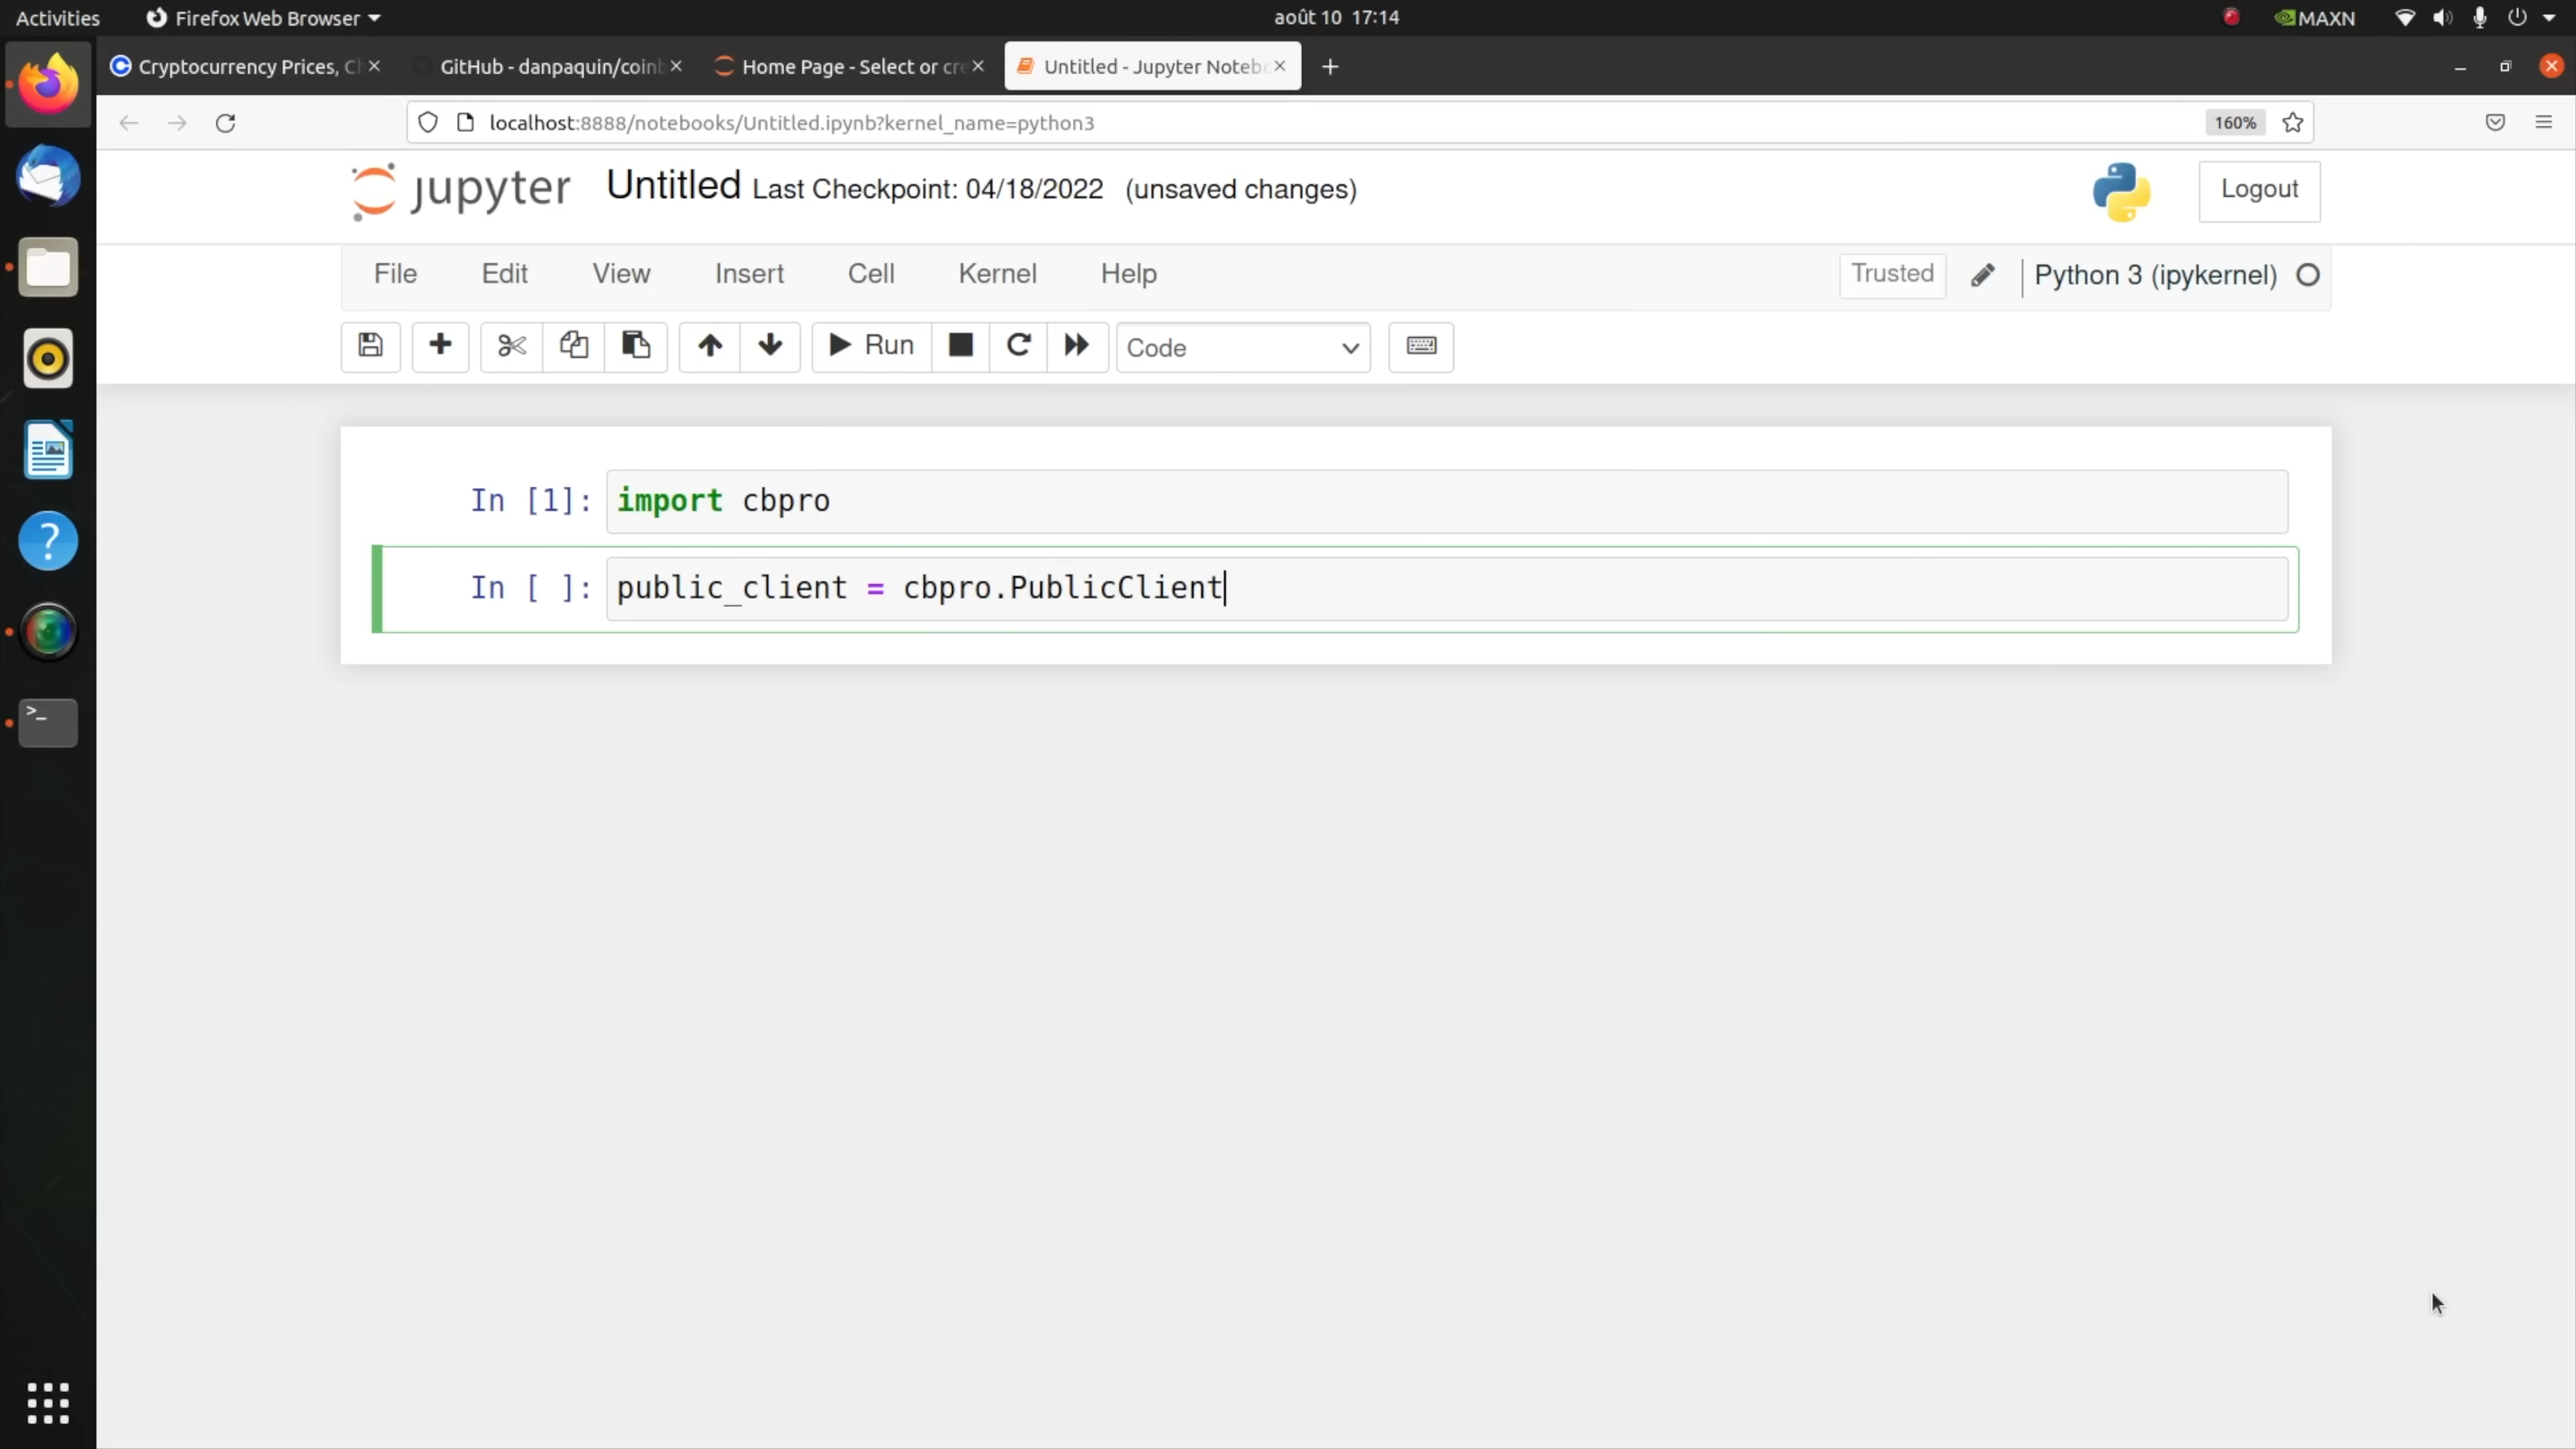 Activities
Firefox Web Browser
août 10 17:14
MAXN
Cryptocurrency Prices,
GitHub - danpaquin/coinb
Home Page - Select or cre
Untitled - Jupyter Notebo
localhost:8888/notebooks/Untitled.ipynb?kernel_name=python3
160%
jupyter
Untitled Last Checkpoint: 04/18/2022 (unsaved changes)
Logout
File Edit View Insert Cell Kernel Help
Trusted
Python 3 (ipykernel)
Run
Code
In [1]: import cbpro
In [ ]: public_client = cbpro.PublicClient